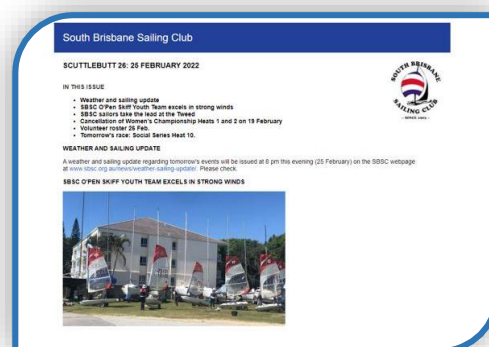 South Brisbane Sailing Club
SCUTTLEBUTT 26: 25 FEBRUARY 2022
SOUTH BRISBANE
SAILING CLUB
IN THIS ISSUE
• Weather and sailing update
• SBSC O'Pen Skiff Youth Team excels in strong winds
• SBSC sailors take the lead at the Tweed
• Cancellation of Women's Championship Heats 1 and 2 on 19 February
• Volunteer roster 26 Feb.
• Tomorrow's race: Social Series Heat 10.
WEATHER AND SAILING UPDATE
A weather and sailing update regarding tomorrow's events will be issued at 6 pm this evening (25 February) on the SBSC webpage
at www.sbsc.org.au/news/weather-sailing-update/. Please check.
SBSC O'PEN SKIFF YOUTH TEAM EXCELS IN STRONG WINDS